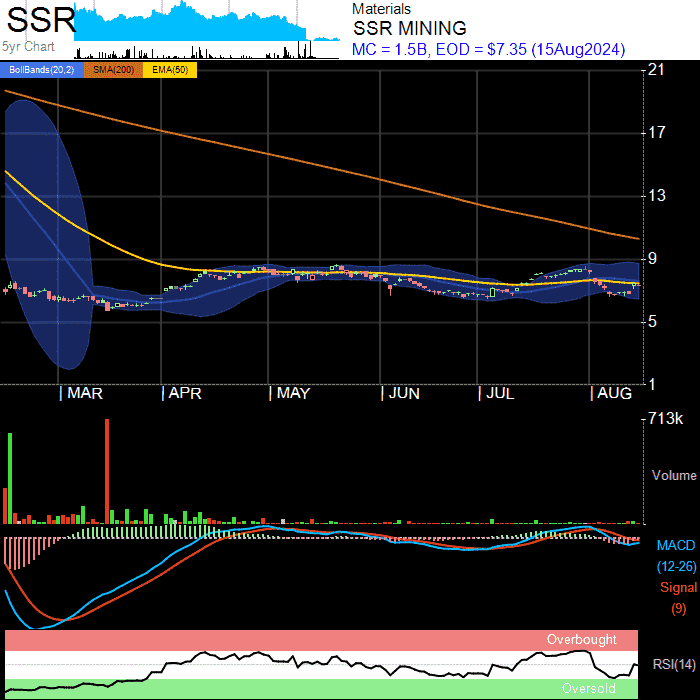 SSR
5yr Chart
Materials
SSR MINING
MC = 1.5B, EOD = $7.35 (15Aug2024)
BollBands(20,2) SMA(200) EMA(50)
21
17
13
9
5
1
MAR APR MAY JUN JUL AUG
713k
Volume
MACD
(12-26)
Signal
(9)
Overbought
RSI(14)
Oversold